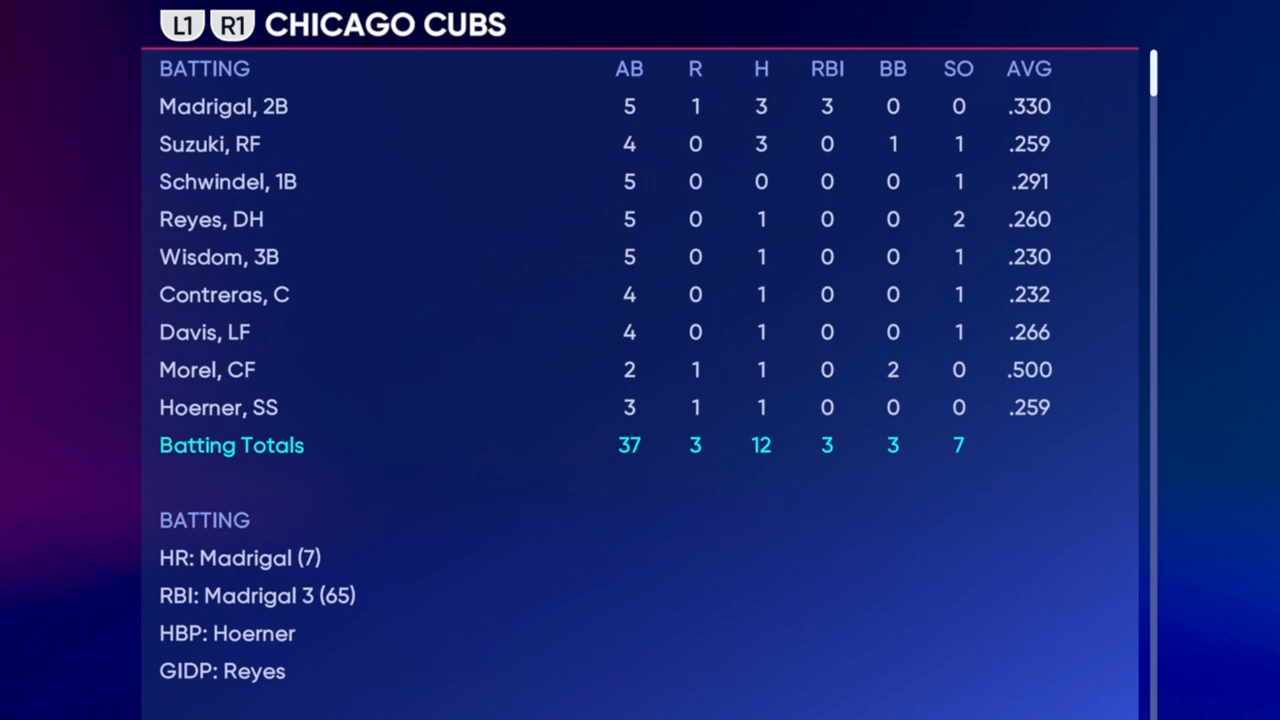 L1 R1 CHICAGO CUBS
BATTING AB R H RBI BB SO AVG
Madrigal, 2B 5 1 3 3 0 0 .330
Suzuki, RF 4 0 3 0 1 1 .259
Schwindel, 1B 5 0 0 0 0 1 .291
Reyes, DH 5 0 1 0 0 2 .260
Wisdom, 3B 5 0 1 0 0 1 .230
Contreras, C 4 0 1 0 0 1 .232
Davis, LF 4 0 1 0 0 1 .266
Morel, CF 2 1 1 0 2 0 .500
Hoerner, SS 3 1 1 0 0 0 .259
Batting Totals 37 3 12 3 3 7
BATTING
HR: Madrigal (7)
RBI: Madrigal 3 (65)
HBP: Hoerner
GIDP: Reyes